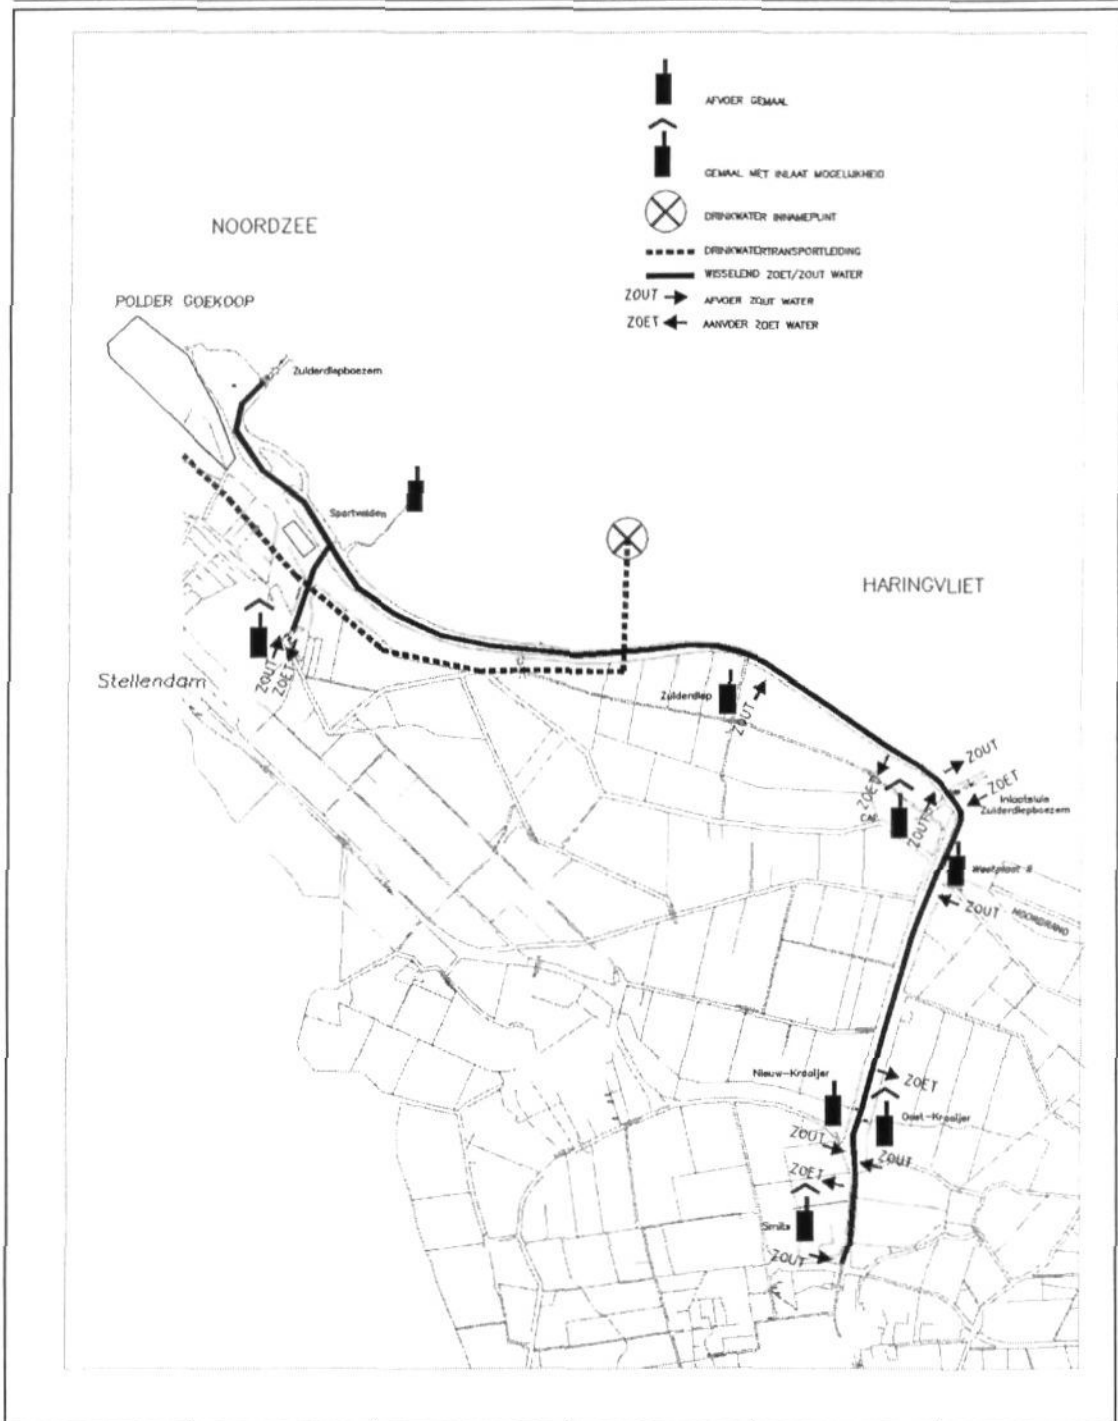 AFVOER GEMAAL
GEMAAL MET INLAAT MOGELIJKHEID
DRINKWATER INNAMEPUNT
DRINKWATERTRANSPORTLEIDING
WISSELEND ZOET/ZOUT WATER
ZOUT AFVOER ZOUT WATER
ZOET AANVOER ZOET WATER
NOORDZEE
POLDER GOEKOOP
Zuiderdiepboezem
Sportvelden
HARINGVLIET
ZOUT
ZOET
Stellendam
Zuiderdiep
ZOUT
ZOUT
ZOET
ZOET
Inlaatsluis
Zuiderdiepboezem
ZOUT
Westplaat II
ZOUT
NOORDRAND
Nieuw-Kraaijer
ZOET
Oost-Kraaijer
ZOUT
ZOUT
ZOET
Smits
ZOUT